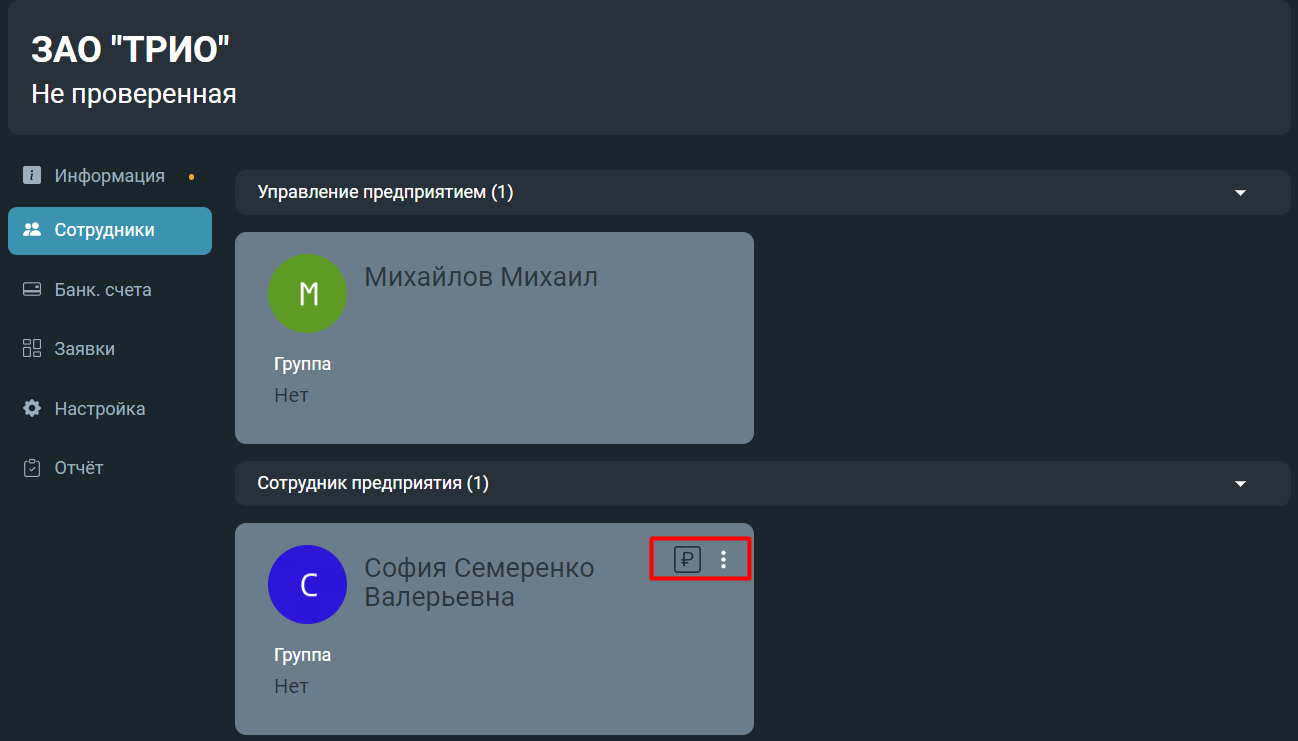 ЗАО "ТРИО"
Не проверенная
Информация
Сотрудники
Банк. счета
Заявки
Настройка
Отчёт
Управление предприятием (1)
М
Михайлов Михаил
Группа
Нет
Сотрудник предприятия (1)
С
София Семеренко
Валерьевна
₽
Группа
Нет